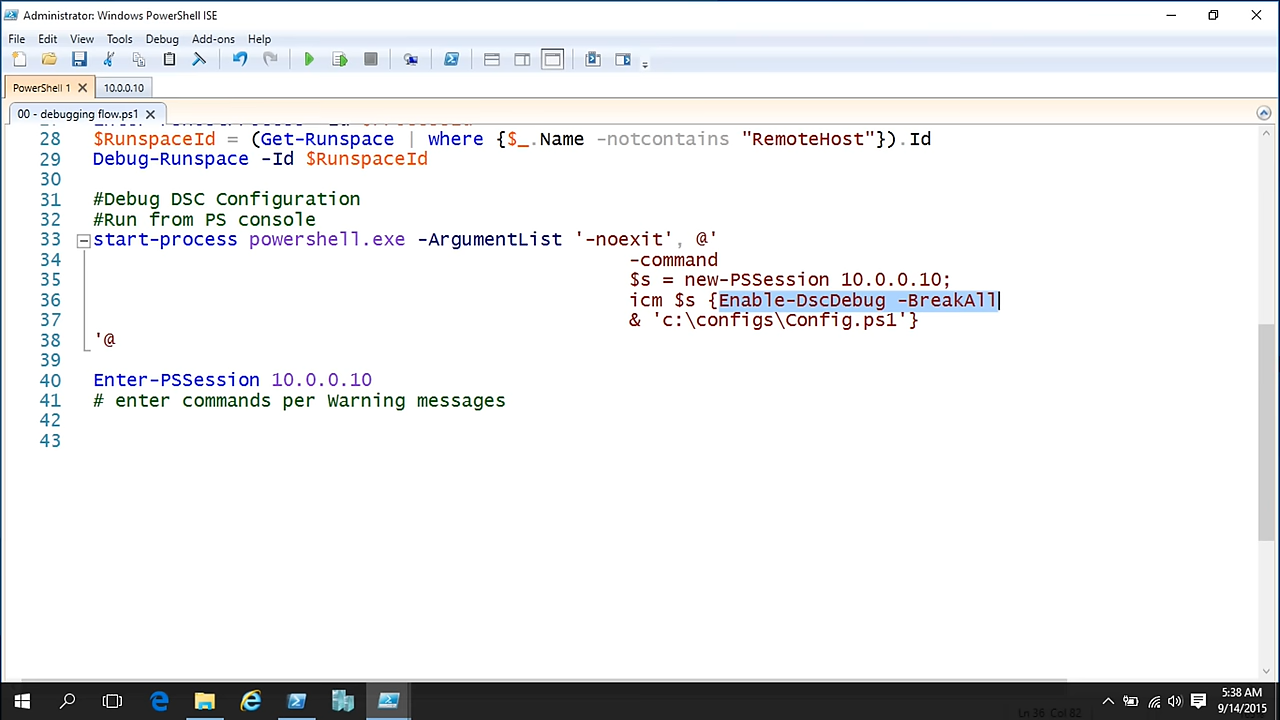 Administrator: Windows PowerShell ISE
File Edit View Tools Debug Add-ons Help
PowerShell 1 10.0.0.10
00 - debugging flow.ps1
28 $RunspaceId = (Get-Runspace | where {$_.Name -notcontains "RemoteHost"}).Id
29 Debug-Runspace -Id $RunspaceId
30
31 #Debug DSC Configuration
32 #Run from PS console
33 start-process powershell.exe -ArgumentList '-noexit', @'
34 -command
35 $s = new-PSSession 10.0.0.10;
36 icm $s {Enable-DscDebug -BreakAll
37 & 'c:\configs\Config.ps1'}
38 '@
39
40 Enter-PSSession 10.0.0.10
41 # enter commands per Warning messages
42
43
Ln 36 Col 82
5:38 AM
9/14/2015